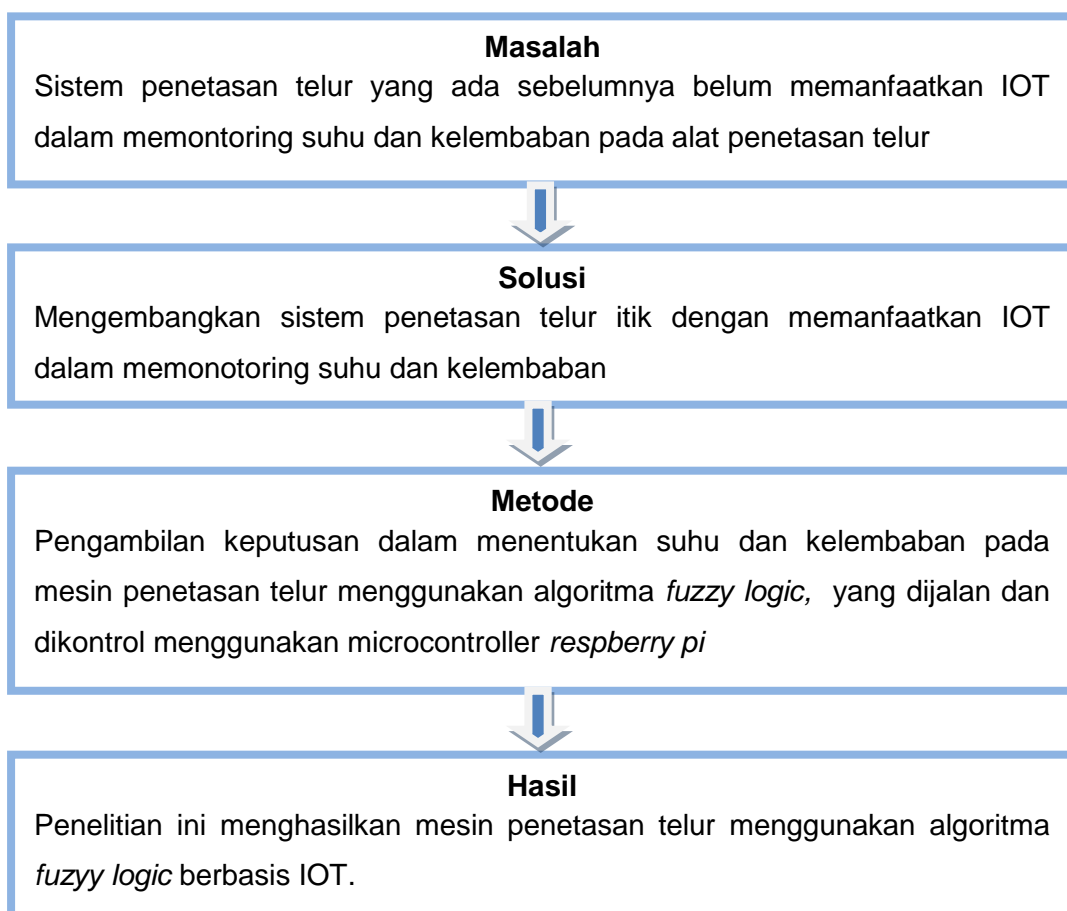 Masalah
Sistem penetasan telur yang ada sebelumnya belum memanfaatkan IOT
dalam memontoring suhu dan kelembaban pada alat penetasan telur
Solusi
Mengembangkan sistem penetasan telur itik dengan memanfaatkan IOT
dalam memonotoring suhu dan kelembaban
Metode
Pengambilan keputusan dalam menentukan suhu dan kelembaban pada
mesin penetasan telur menggunakan algoritma fuzzy logic, yang dijalan dan
dikontrol menggunakan microcontroller respberry pi
Hasil
Penelitian ini menghasilkan mesin penetasan telur menggunakan algoritma
fuzyy logic berbasis IOT.